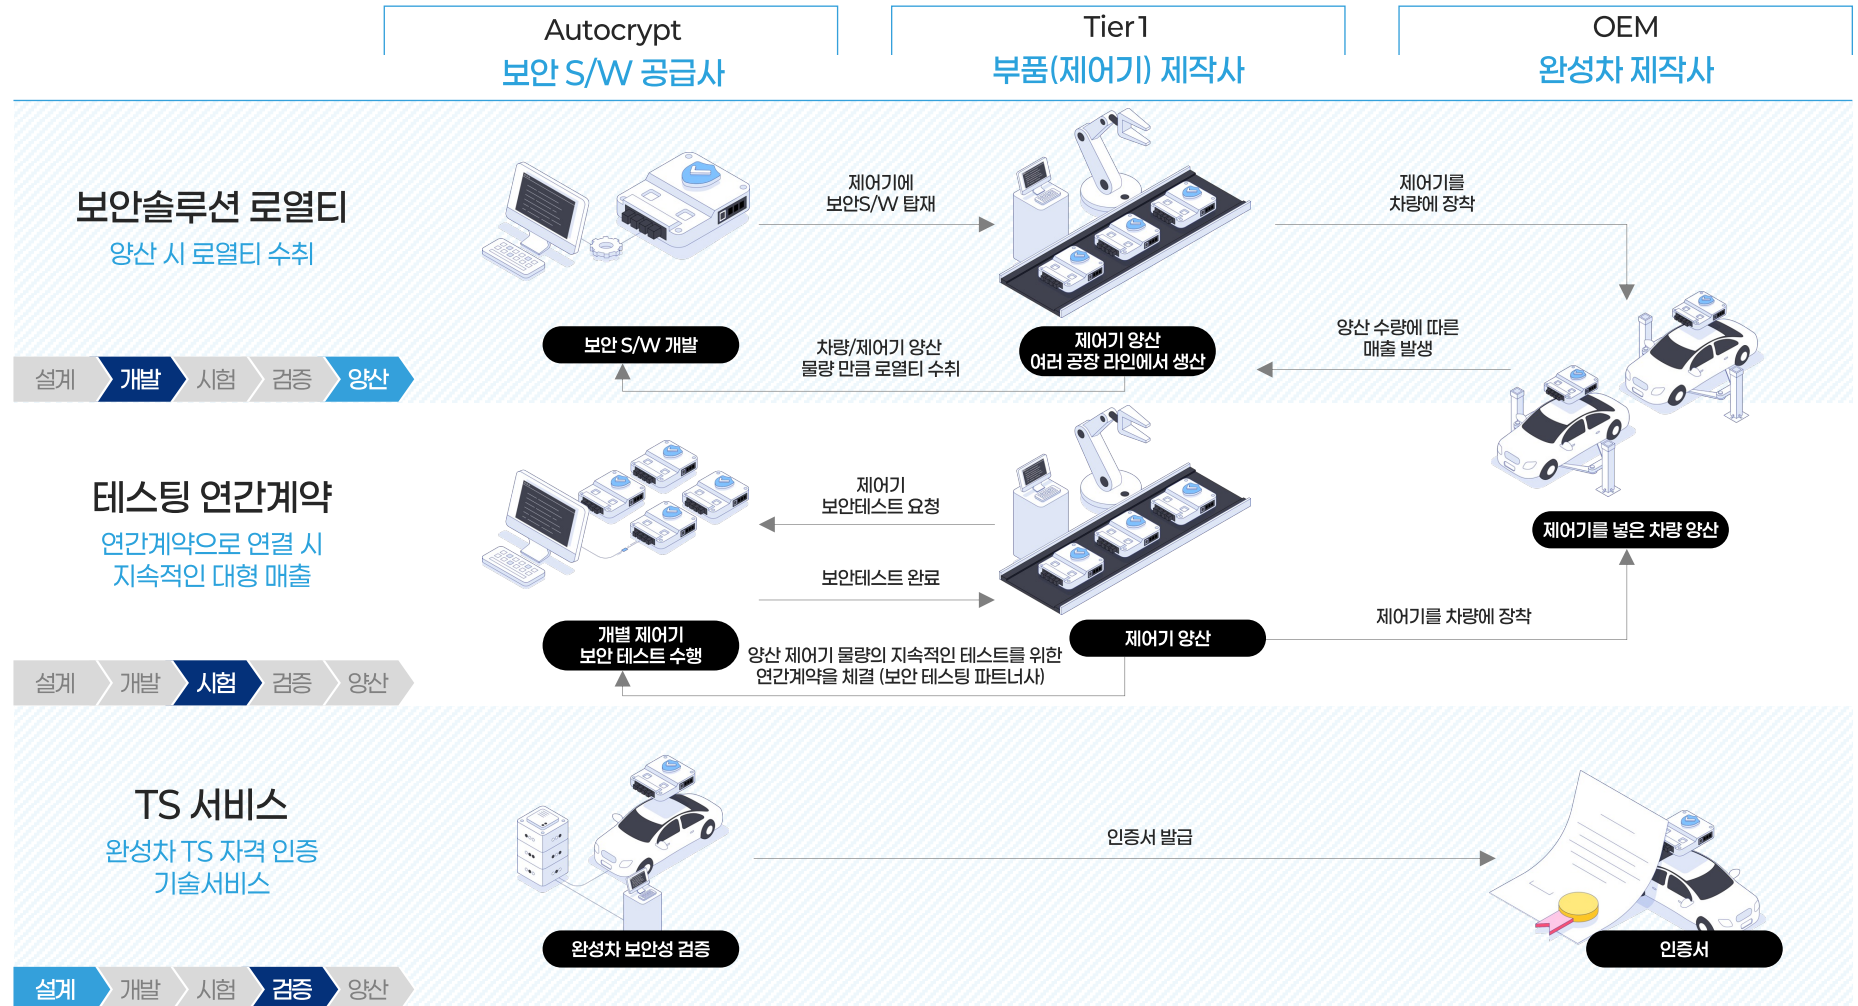 Autocrypt
보안 S/W 공급사
Tier1
부품(제어기) 제작사
OEM
완성차 제작사
보안솔루션 로열티
양산 시 로열티 수취
제어기에
보안S/W 탑재
제어기를
차량에 장착
보안 S/W 개발
차량/제어기 양산
물량 만큼 로열티 수취
제어기 양산
여러 공장 라인에서 생산
양산 수량에 따른
매출 발생
설계
개발
시험
검증
양산
테스팅 연간계약
연간계약으로 연결 시
지속적인 대형 매출
제어기
보안테스트 요청
보안테스트 완료
제어기를 넣은 차량 양산
개별 제어기
보안 테스트 수행
제어기 양산
제어기를 차량에 장착
양산 제어기 물량의 지속적인 테스트를 위한
연간계약을 체결 (보안 테스팅 파트너사)
설계
개발
시험
검증
양산
TS 서비스
완성차 TS 자격 인증
기술서비스
인증서 발급
완성차 보안성 검증
인증서
설계
개발
시험
검증
양산